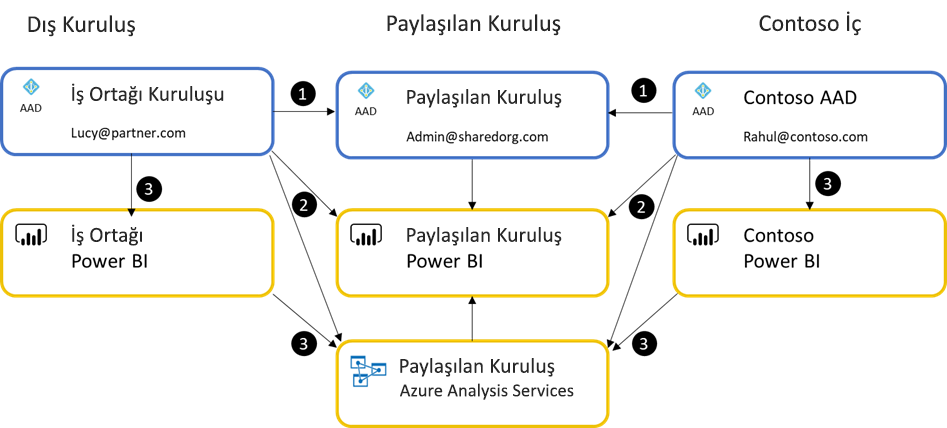 Dış Kuruluş
Paylaşılan Kuruluş
Contoso İç
AAD
İş Ortağı Kuruluşu
Lucy@partner.com
1
AAD
Paylaşılan Kuruluş
Admin@sharedorg.com
1
AAD
Contoso AAD
Rahul@contoso.com
3
2
2
3
İş Ortağı
Power BI
Paylaşılan Kuruluş
Power BI
Contoso
Power BI
3
3
Paylaşılan Kuruluş
Azure Analysis Services